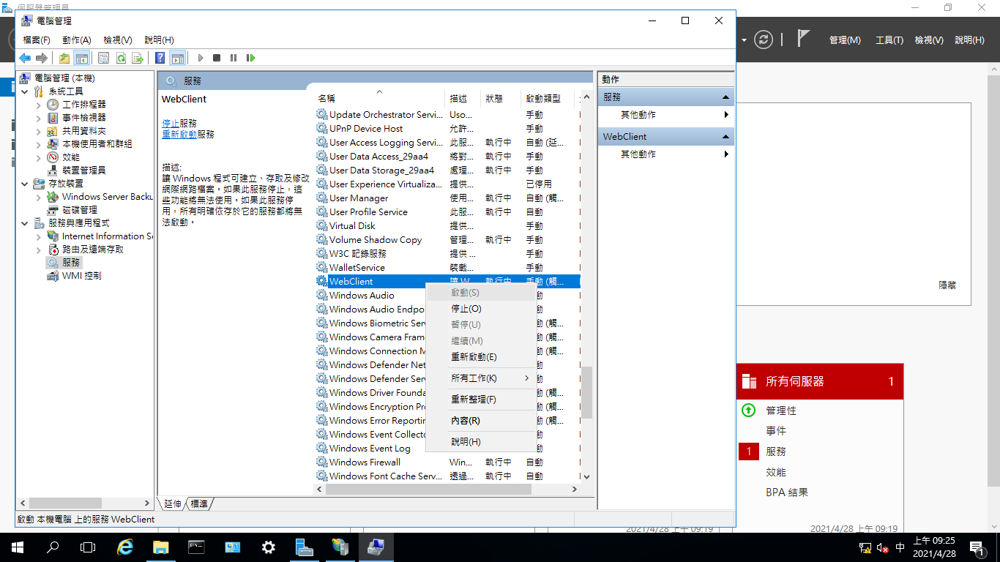 伺服器管理員
電腦管理
檔案(F) 動作(A) 檢視(V) 說明(H)
管理(M) 工具(T) 檢視(V) 說明(H)
電腦管理 (本機)
系統工具
工作排程器
事件檢視器
共用資料夾
本機使用者和群組
效能
裝置管理員
存放裝置
Windows Server Backu
磁碟管理
服務與應用程式
Internet Information Se
路由及遠端存取
服務
WMI 控制
服務
WebClient
停止服務
重新啟動服務
描述:
讓 Windows 程式可建立、存取及修改
網際網路檔案。如果此服務停止，這
些功能將無法使用。如果此服務停
用，所有明確依存於它的服務都將無
法啟動。
名稱 描述 狀態 啟動類型
Update Orchestrator Servi... Uso... 手動
UPnP Device Host 允許... 手動
User Access Logging Servi... 此服... 執行中 自動 (延...
User Data Access_29aa4 將對... 執行中 手動
User Data Storage_29aa4 處理... 執行中 手動
User Experience Virtualiza... 提供... 已停用
User Manager 使用... 執行中 自動 (觸...
User Profile Service 此服... 執行中 自動
Virtual Disk 提供... 手動
Volume Shadow Copy 管理... 執行中 手動
W3C 記錄服務 提供 ... 手動
WalletService 裝載... 手動
WebClient 讓 W... 執行中 手動 (觸...
Windows Audio 動
Windows Audio Endpo 動
Windows Biometric Serv 動 (觸...
Windows Camera Frame 動 (觸...
Windows Connection M 動 (觸...
Windows Defender Net 動
Windows Defender Serv 動
Windows Driver Founda 動 (觸...
Windows Encryption Pro 動 (觸...
Windows Error Reportin 動 (觸...
Windows Event Collecto 動
Windows Event Log 動
Windows Firewall Win... 執行中 自動
Windows Font Cache Serv... 透過... 執行中 自動
啟動(S)
停止(O)
暫停(U)
繼續(M)
重新啟動(E)
所有工作(K)
重新整理(F)
內容(R)
說明(H)
延伸 標準
動作
服務
其他動作
WebClient
其他動作
隱藏
所有伺服器 1
管理性
事件
1 服務
效能
BPA 結果
2021/4/28 上午 09:19
2021/4/28 上午 09:19
啟動 本機電腦 上的服務 WebClient
中
上午 09:25
2021/4/28
1